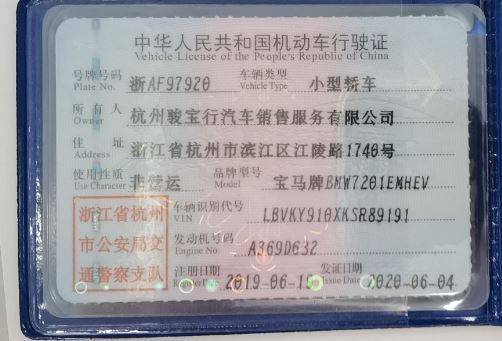 中华人民共和国机动车行驶证
Vehicle License of the People's Republic of China
号牌号码 浙AF97920 车辆类型 小型轿车
Plate No. Vehicle Type
所有人 杭州骏宝行汽车销售服务有限公司
Owner
住址 浙江省杭州市滨江区江陵路1740号
Address
使用性质 非营运 品牌型号 宝马牌BMW7201EMHEV
Use Character Model
浙江省杭州
市公安局交
通警察支队
车辆识别代号 LBVKY910XKSR89191
VIN
发动机号码 A369D632
Engine No.
注册日期 2019-06-19 发证日期 2020-06-04
Issue Date